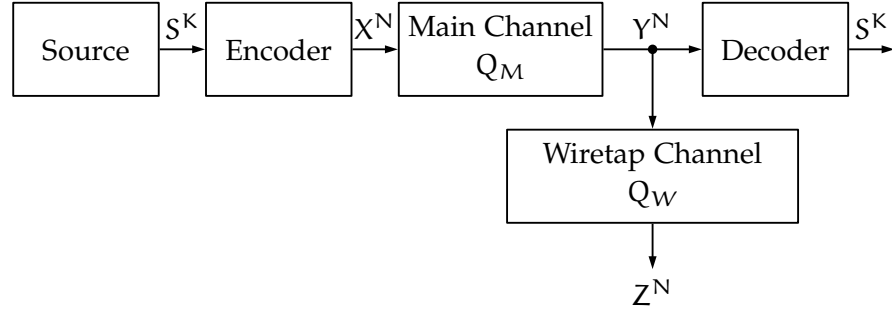 S^K X^N Y^N S^K
Source Encoder Main Channel Decoder
Q_M
Wiretap Channel
Q_W
Z^N